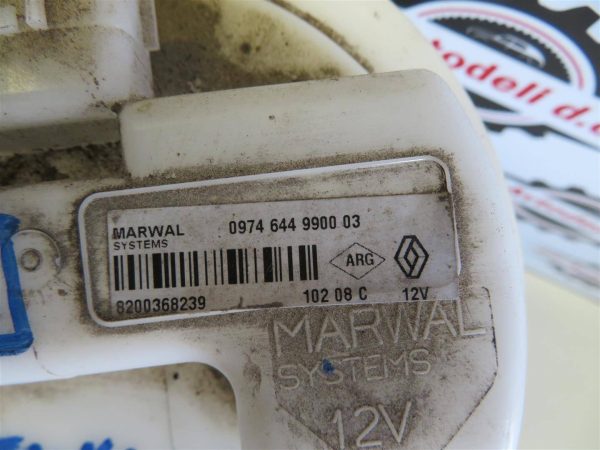 MARWAL
SYSTEMS
0974 644 9900 03
ARG
8200368239
102 08 C
12V
MARWAL
SYSTEMS
12V